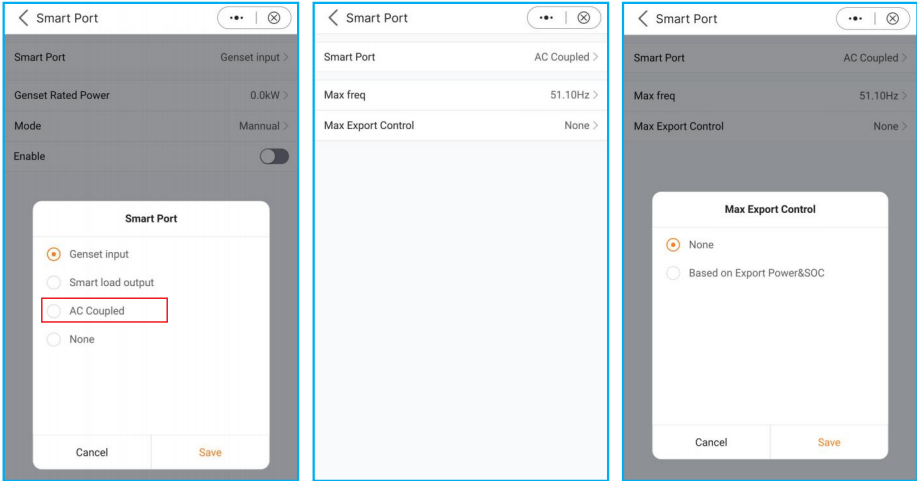 Smart Port
Smart Port Genset input >
Genset Rated Power 0.0kW >
Mode Mannual >
Enable
Smart Port
Genset input
Smart load output
AC Coupled
None
Cancel Save
Smart Port
Smart Port AC Coupled >
Max freq 51.10Hz >
Max Export Control None >
Smart Port
Smart Port AC Coupled >
Max freq 51.10Hz >
Max Export Control None >
Max Export Control
None
Based on Export Power&SOC
Cancel Save